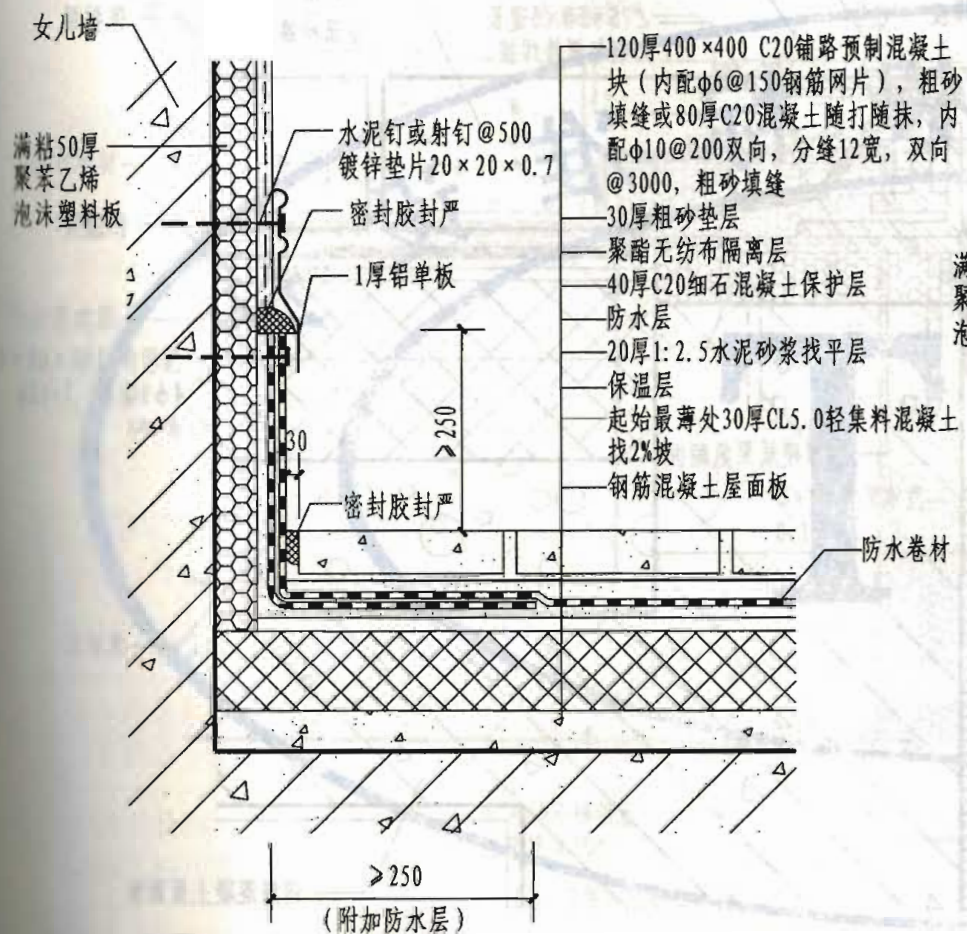 女儿墙
满粘50厚
聚苯乙烯
泡沫塑料板
水泥钉或射钉@500
镀锌垫片20×20×0.7
密封胶封严
1厚铝单板
≥250
30
密封胶封严
120厚400×400 C20铺路预制混凝土
块（内配ϕ6@150钢筋网片），粗砂
填缝或80厚C20混凝土随打随抹，内
配ϕ10@200双向，分缝12宽，双向
@3000，粗砂填缝
30厚粗砂垫层
聚酯无纺布隔离层
40厚C20细石混凝土保护层
防水层
20厚1:2.5水泥砂浆找平层
保温层
起始最薄处30厚CL5.0轻集料混凝土
找2%坡
钢筋混凝土屋面板
防水卷材
≥250
(附加防水层)
满
聚
泡